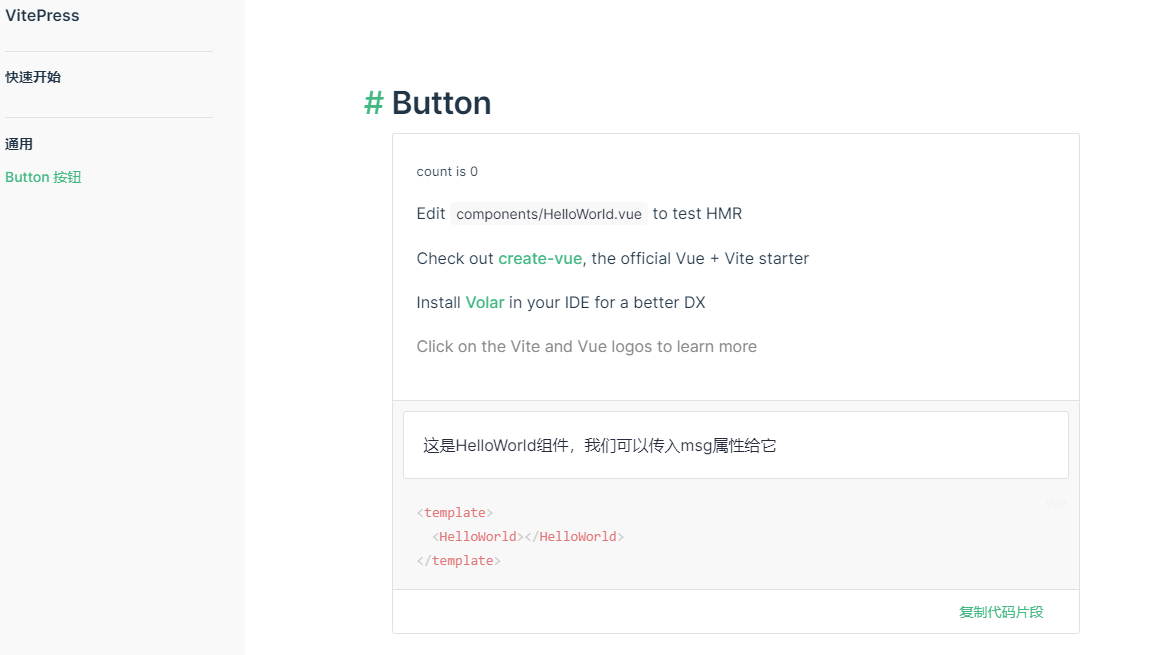 VitePress
快速开始
通用
Button 按钮
# Button
count is 0
Edit components/HelloWorld.vue to test HMR
Check out create-vue, the official Vue + Vite starter
Install Volar in your IDE for a better DX
Click on the Vite and Vue logos to learn more
这是HelloWorld组件，我们可以传入msg属性给它
<template>
  <HelloWorld></HelloWorld>
</template>
复制代码片段